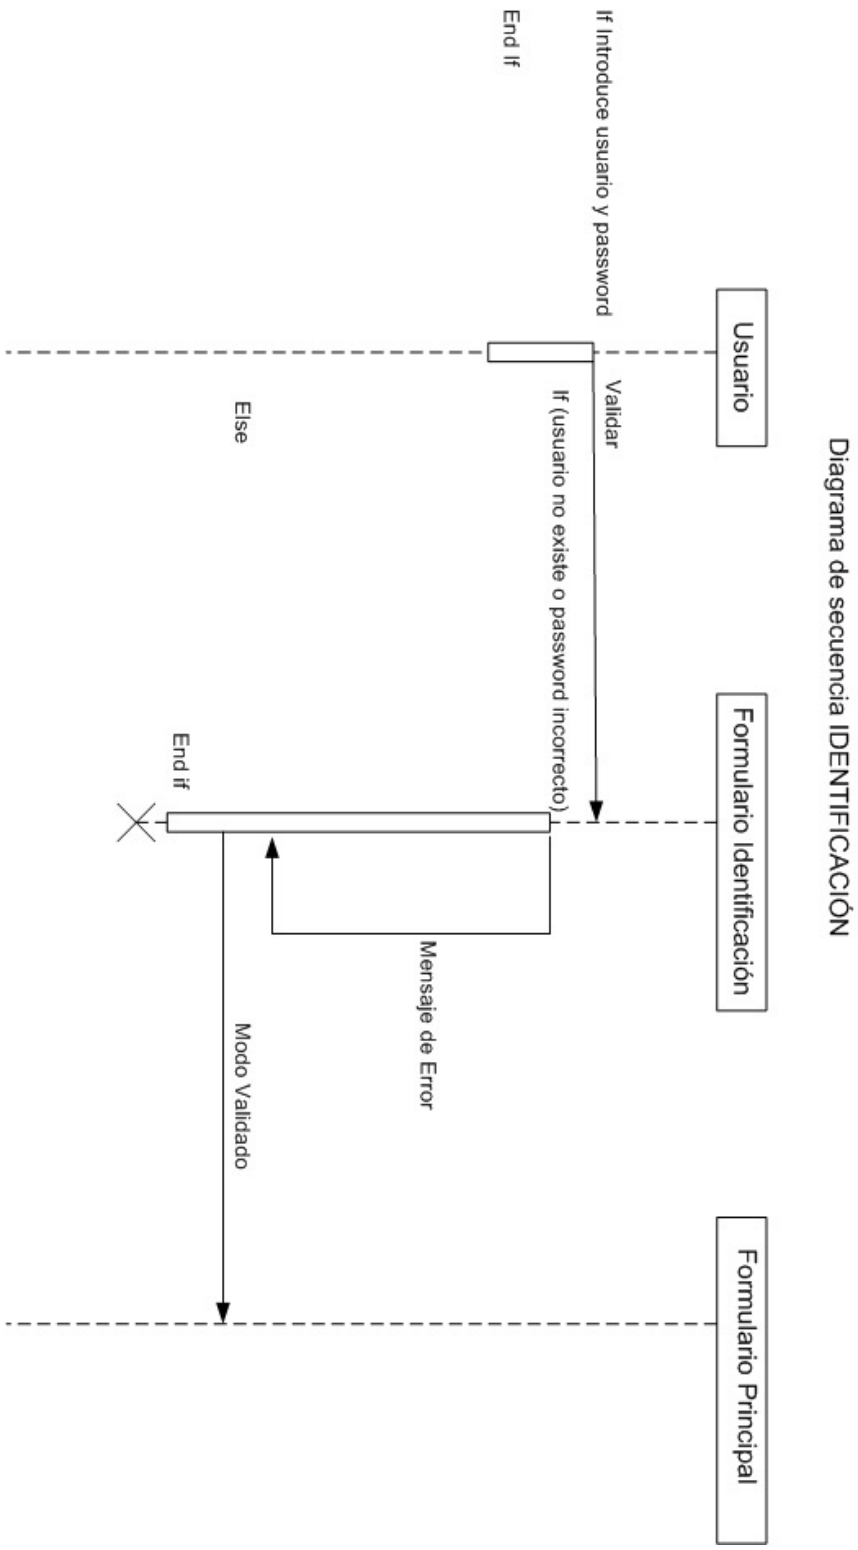 Diagrama de secuencia IDENTIFICACIÓN
Usuario
Formulario Identificación
Formulario Principal
If Introduce usuario y password
Validar
If (usuario no existe o password incorrecto)
End If
Mensaje de Error
Else
Modo Validado
End if